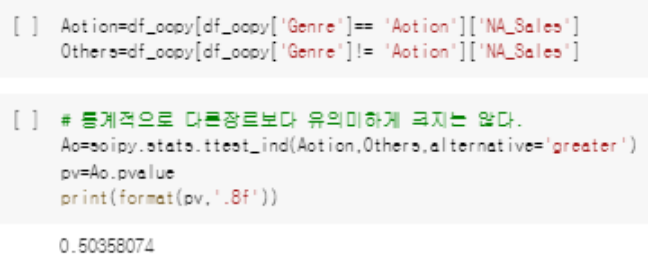 [ ] Action=df_copy[df_copy['Genre']== 'Action']['NA_Sales']
Others=df_copy[df_copy['Genre']!= 'Action']['NA_Sales']
[ ] # 통계적으로 다른장르보다 유의미하게 크지는 않다.
Ac=scipy.stats.ttest_ind(Action,Others,alternative='greater')
pv=Ac.pvalue
print(format(pv,'.8f'))
0.50358074